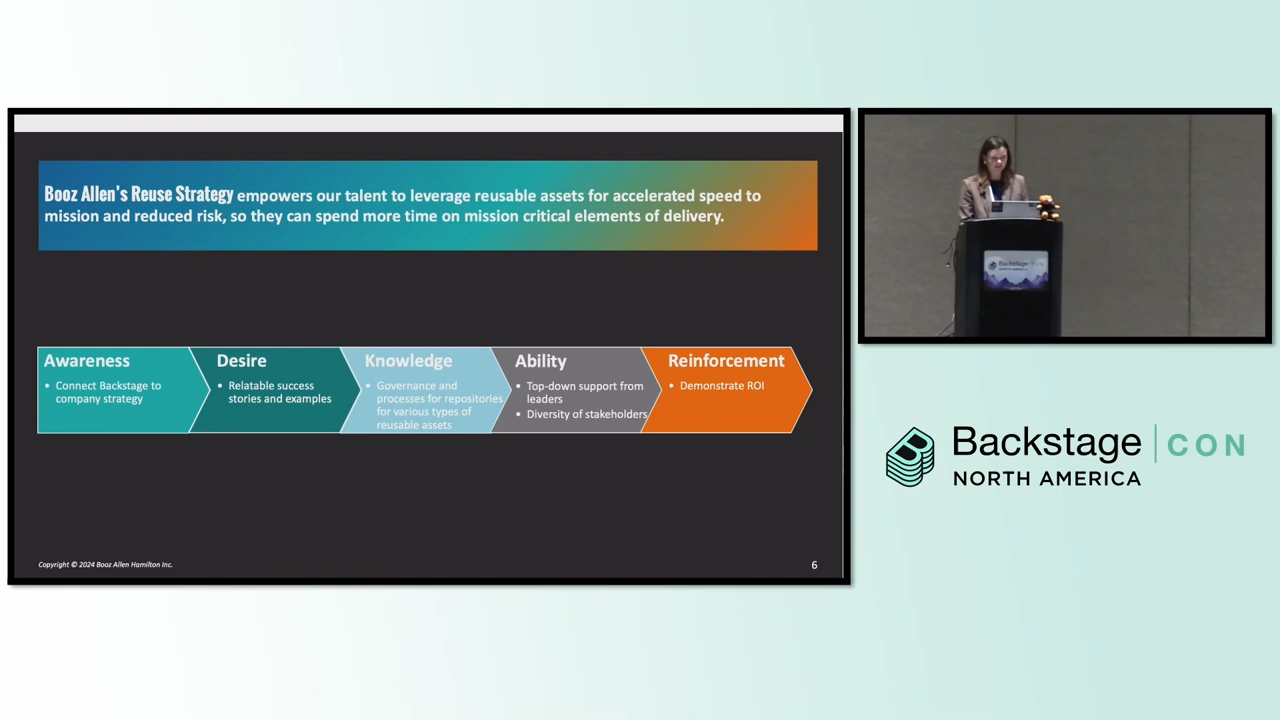 Booz Allen's Reuse Strategy empowers our talent to leverage reusable assets for accelerated speed to
mission and reduced risk, so they can spend more time on mission critical elements of delivery.
Awareness
• Connect Backstage to
company strategy
Desire
• Relatable success
stories and examples
Knowledge
• Governance and
processes for repositories
for various types of
reusable assets
Ability
• Top-down support from
leaders
• Diversity of stakeholders
Reinforcement
• Demonstrate ROI
Copyright © 2024 Booz Allen Hamilton Inc.
6
Backstage
NORTH AMERICA
Backstage | CON
NORTH AMERICA